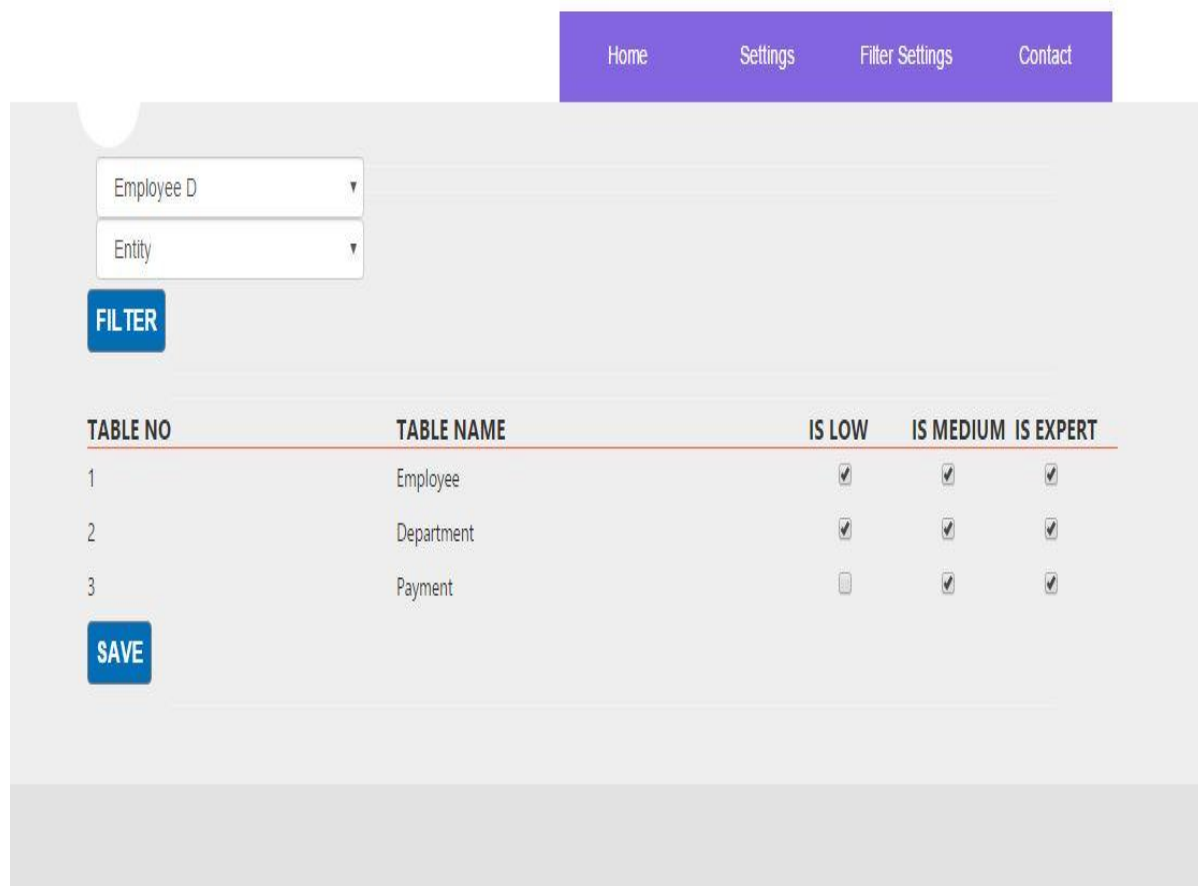 Home Settings Filter Settings Contact
Employee D
Entity
FILTER
TABLE NO TABLE NAME IS LOW IS MEDIUM IS EXPERT
1 Employee
2 Department
3 Payment
SAVE